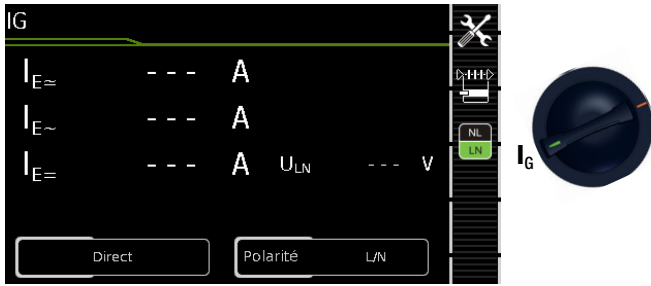 IG
IE≂ - - - A
IE~ - - - A
IE= - - - A ULN - - - V
Direct
Polarité L/N
NL
LN
IG